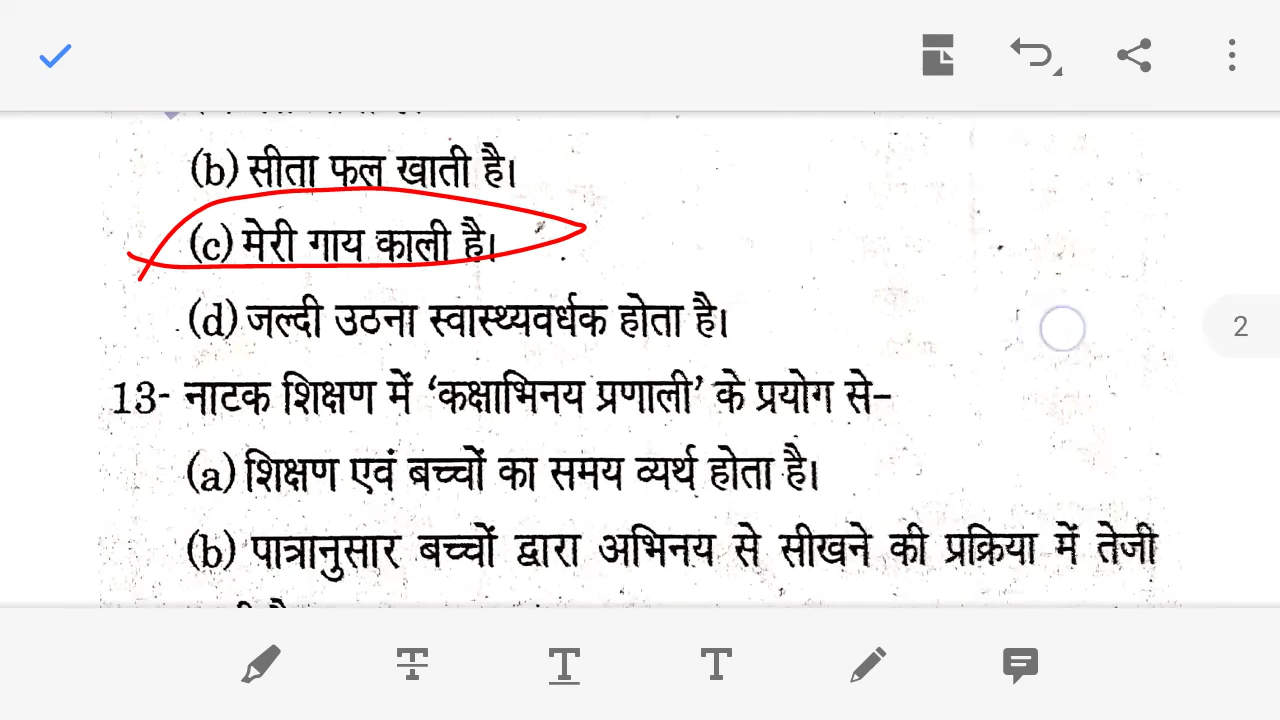 (b) सीता फल खाती है।
(c) मेरी गाय काली है।
(d) जल्दी उठना स्वास्थ्यवर्धक होता है।
2
13- नाटक शिक्षण में ‘कक्षाभिनय प्रणाली’ के प्रयोग से–
(a) शिक्षण एवं बच्चों का समय व्यर्थ होता है।
(b) पात्रानुसार बच्चों द्वारा अभिनय से सीखने की प्रक्रिया में तेजी